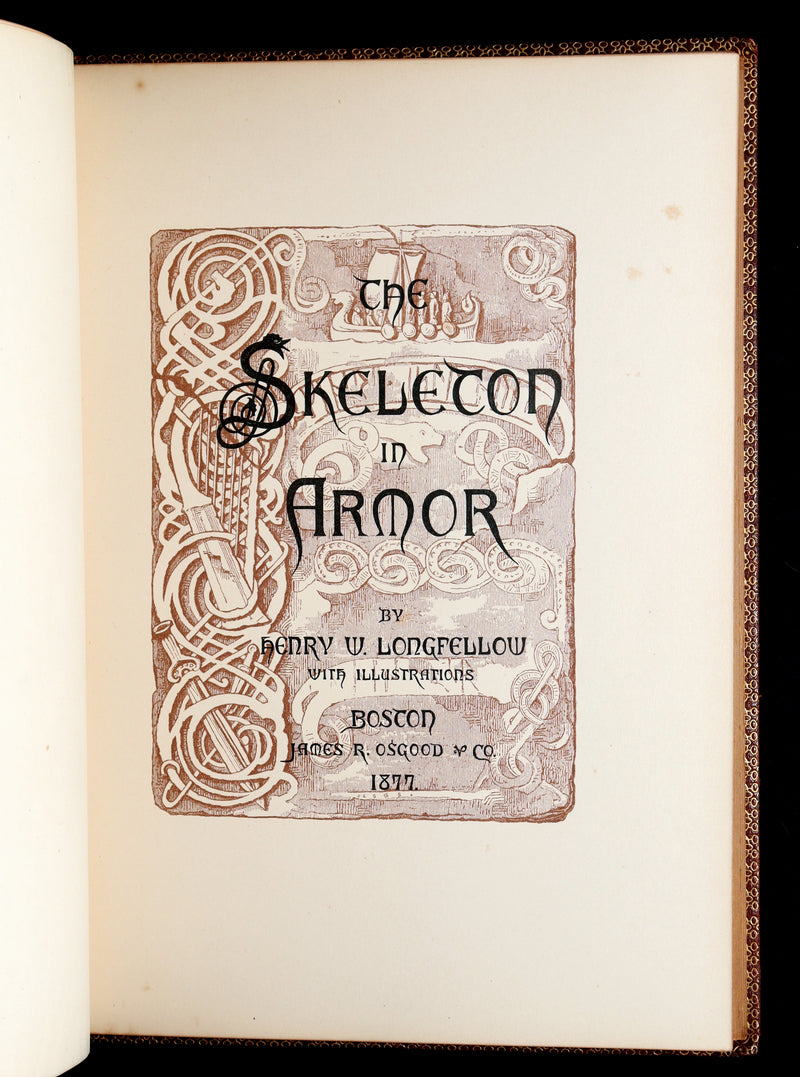 THE
SKELETON
IN
ARMOR
BY
HENRY W. LONGFELLOW
WITH ILLUSTRATIONS
BOSTON
JAMES R. OSGOOD & CO.
1877.